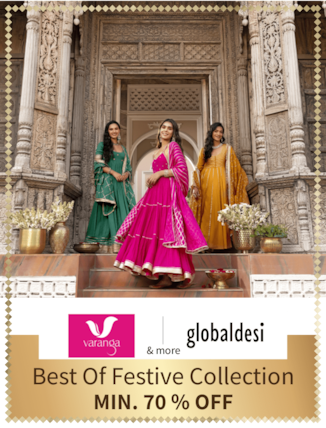 varanga
globaldesi
& more
Best Of Festive Collection
MIN. 70 % OFF